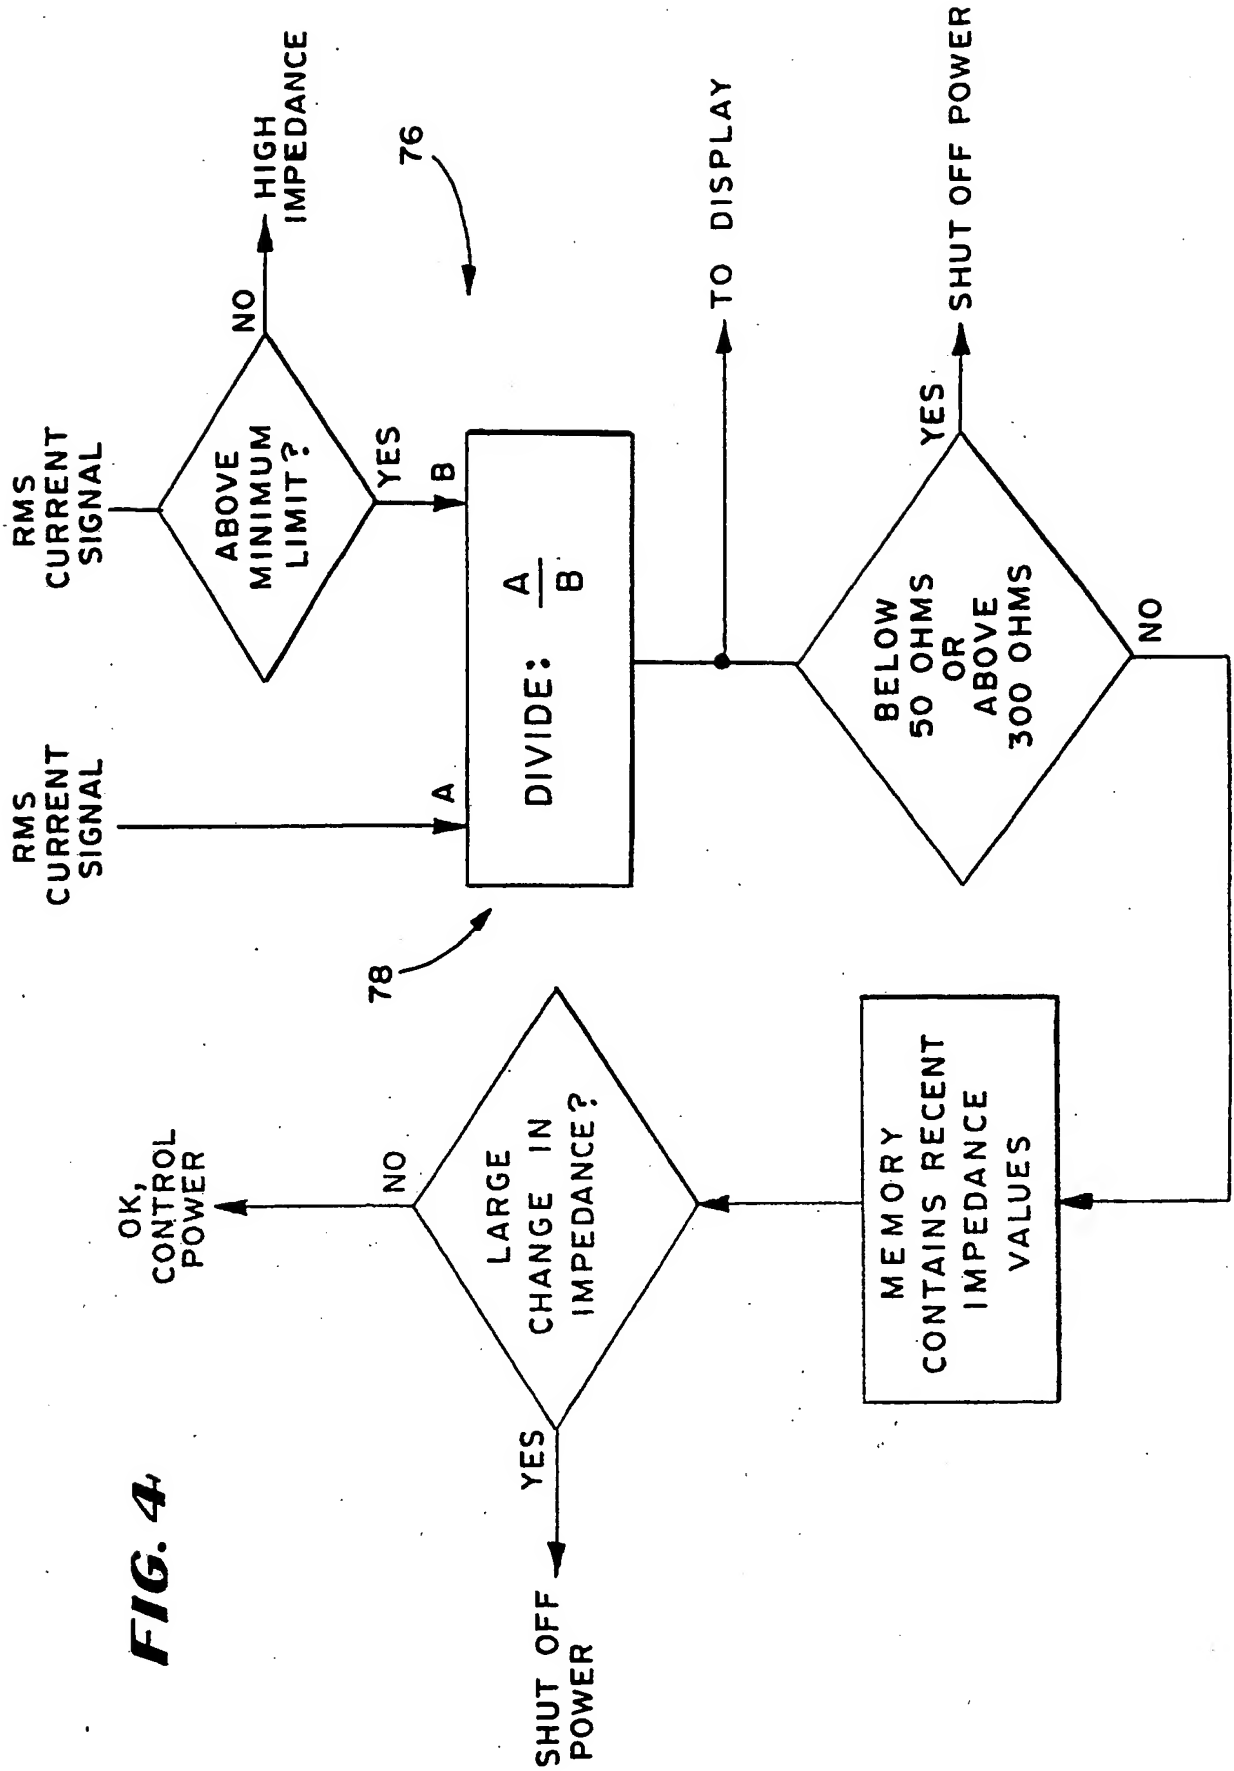 FIG. 4
RMS
CURRENT
SIGNAL
RMS
CURRENT
SIGNAL
ABOVE
MINIMUM
LIMIT?
NO
HIGH
IMPEDANCE
YES
A
B
76
78
DIVIDE: A
B
TO DISPLAY
BELOW
50 OHMS
OR
ABOVE
300 OHMS
YES
SHUT OFF POWER
NO
MEMORY
CONTAINS RECENT
IMPEDANCE
VALUES
LARGE
CHANGE IN
IMPEDANCE?
NO
OK,
CONTROL
POWER
YES
SHUT OFF
POWER